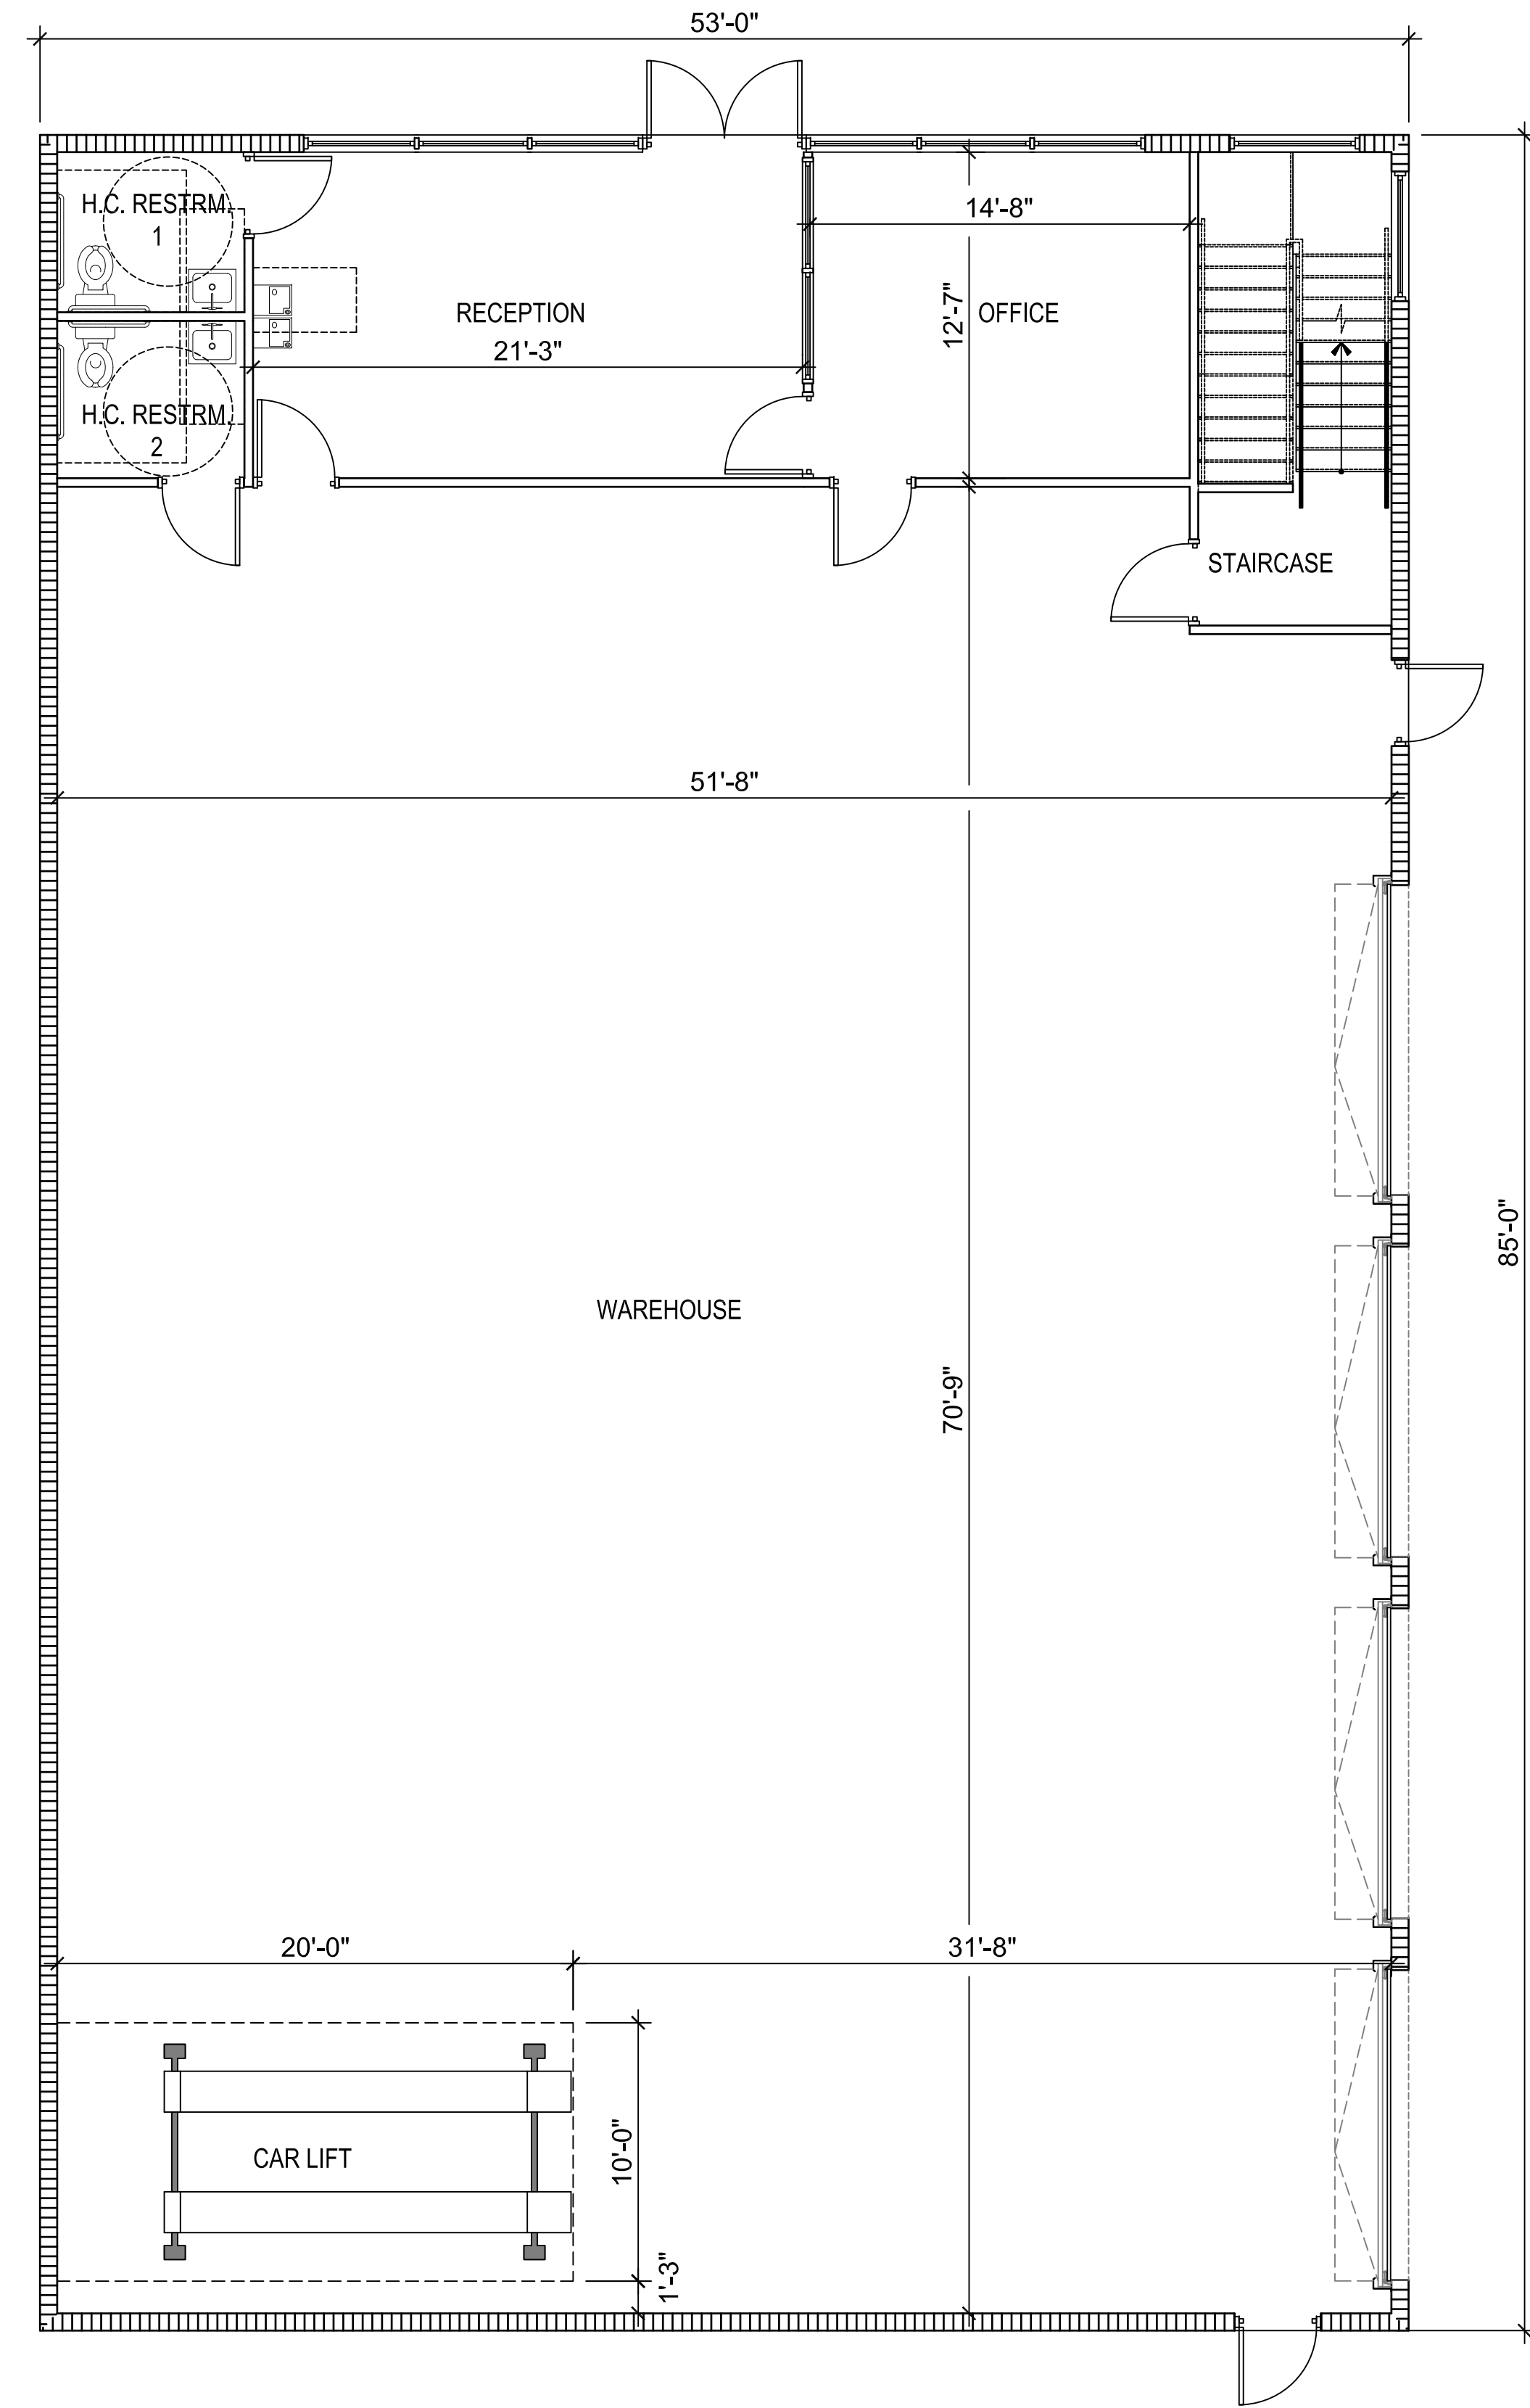 53'-0"
H.C. RESTRM.
1
14'-8"
RECEPTION
12'-7"
OFFICE
21'-3"
H.C. RESTRM.
2
STAIRCASE
51'-8"
85'-0"
WAREHOUSE
70'-9"
20'-0"
31'-8"
10'-0"
CAR LIFT
1'-3"